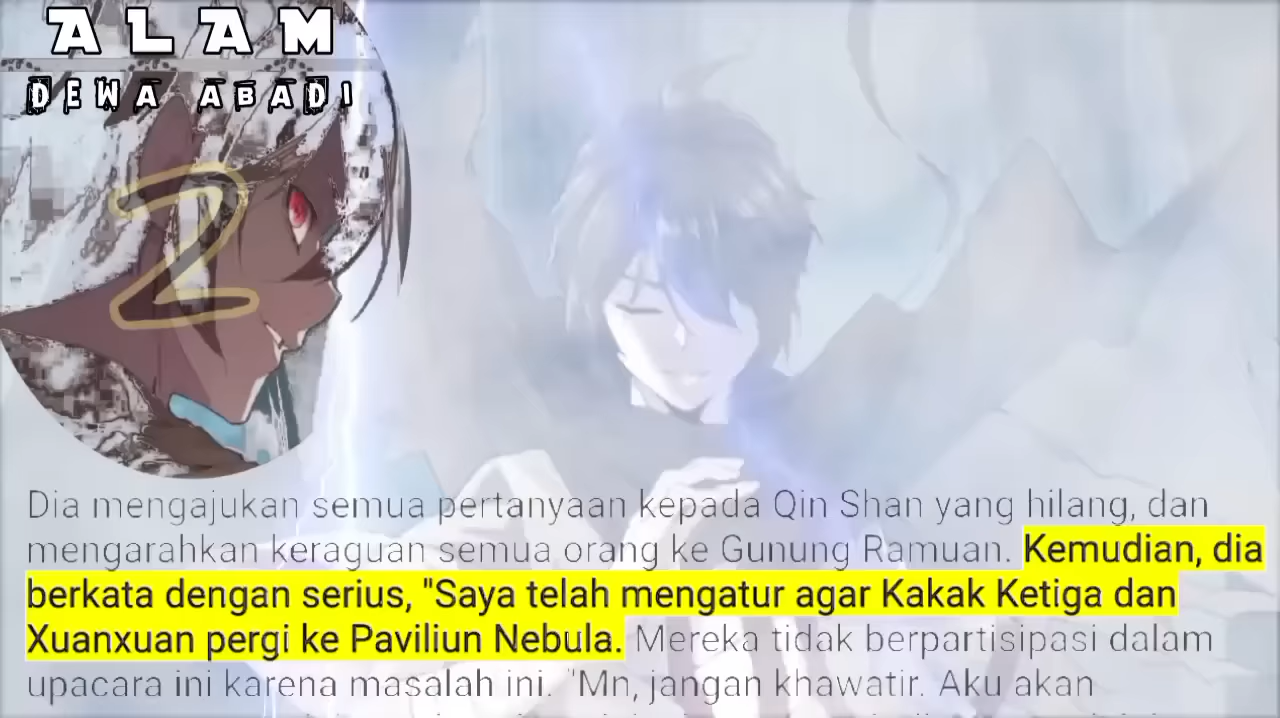 ALAM
DEWA ABADI
2
Dia mengajukan semua pertanyaan kepada Qin Shan yang hilang, dan
mengarahkan keraguan semua orang ke Gunung Ramuan. Kemudian, dia
berkata dengan serius, "Saya telah mengatur agar Kakak Ketiga dan
Xuanxuan pergi ke Paviliun Nebula. Mereka tidak berpartisipasi dalam
upacara ini karena masalah ini. "Mn, jangan khawatir. Aku akan